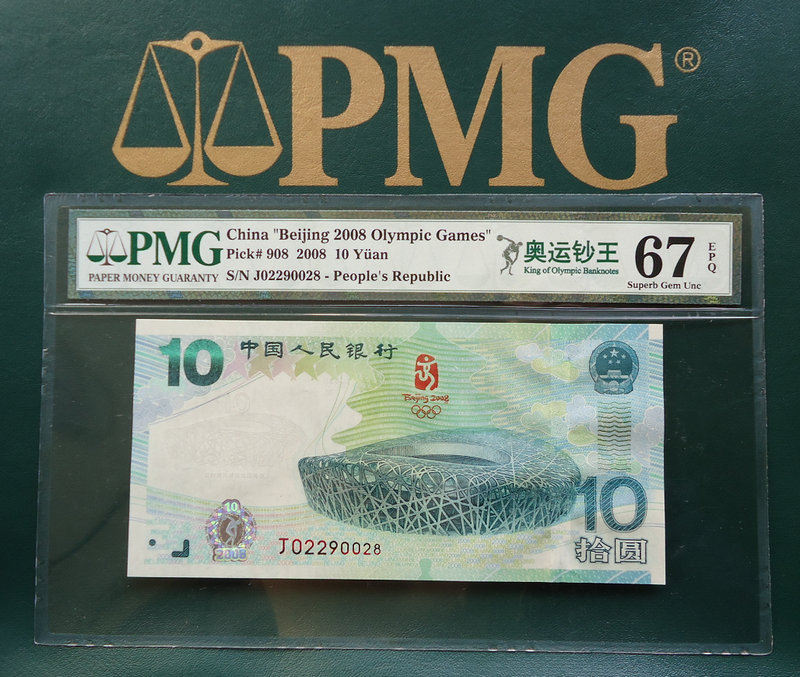 PMG®
PMG
PAPER MONEY GUARANTY
China "Beijing 2008 Olympic Games"
Pick# 908 2008 10 Yüan
S/N J02290028 - People's Republic
奥运钞王
King of Olympic Banknotes
67
EPQ
Superb Gem Unc
10
中国人民银行
Beijing 2008
10
2008
J02290028
10
拾圆